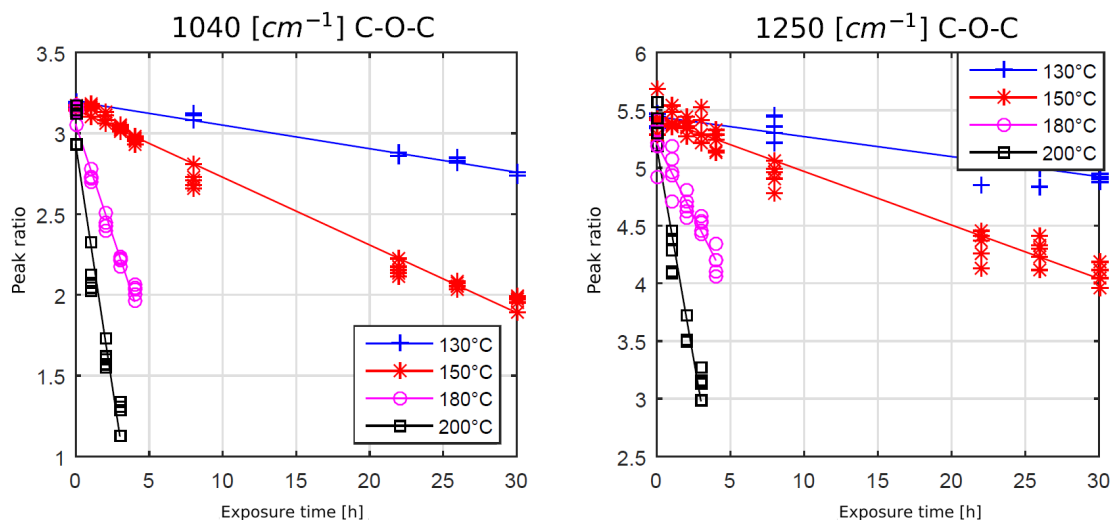 1040 [cm⁻¹] C-O-C
3.5
3
2.5
2
1.5
1
Peak ratio
0 5 10 15 20 25 30
Exposure time [h]
130°C
150°C
180°C
200°C
1250 [cm⁻¹] C-O-C
6
5.5
5
4.5
4
3.5
3
2.5
Peak ratio
0 5 10 15 20 25 30
Exposure time [h]
130°C
150°C
180°C
200°C